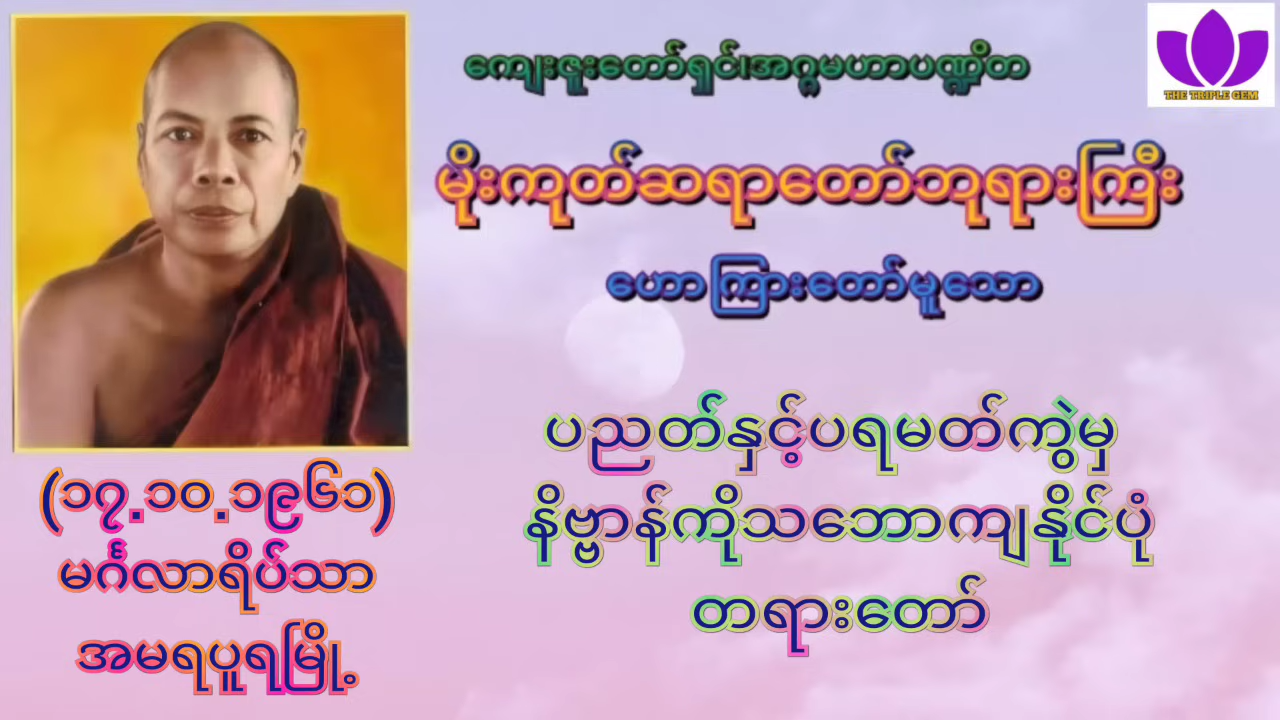 ကျေးဇူးတော်ရှင်၊အဂ္ဂမဟာပဏ္ဍိတ
THE TRIPLE GEM
မိုးကုတ်ဆရာတော်ဘုရားကြီး
ဟောကြားတော်မူသော
ပညတ်နှင့်ပရမတ်ကွဲမှ
နိဗ္ဗာန်ကိုသဘောကျနိုင်ပုံ
တရားတော်
(၁၇.၁၀.၁၉၆၁)
မင်္ဂလာရိပ်သာ
အမရပူရမြို့